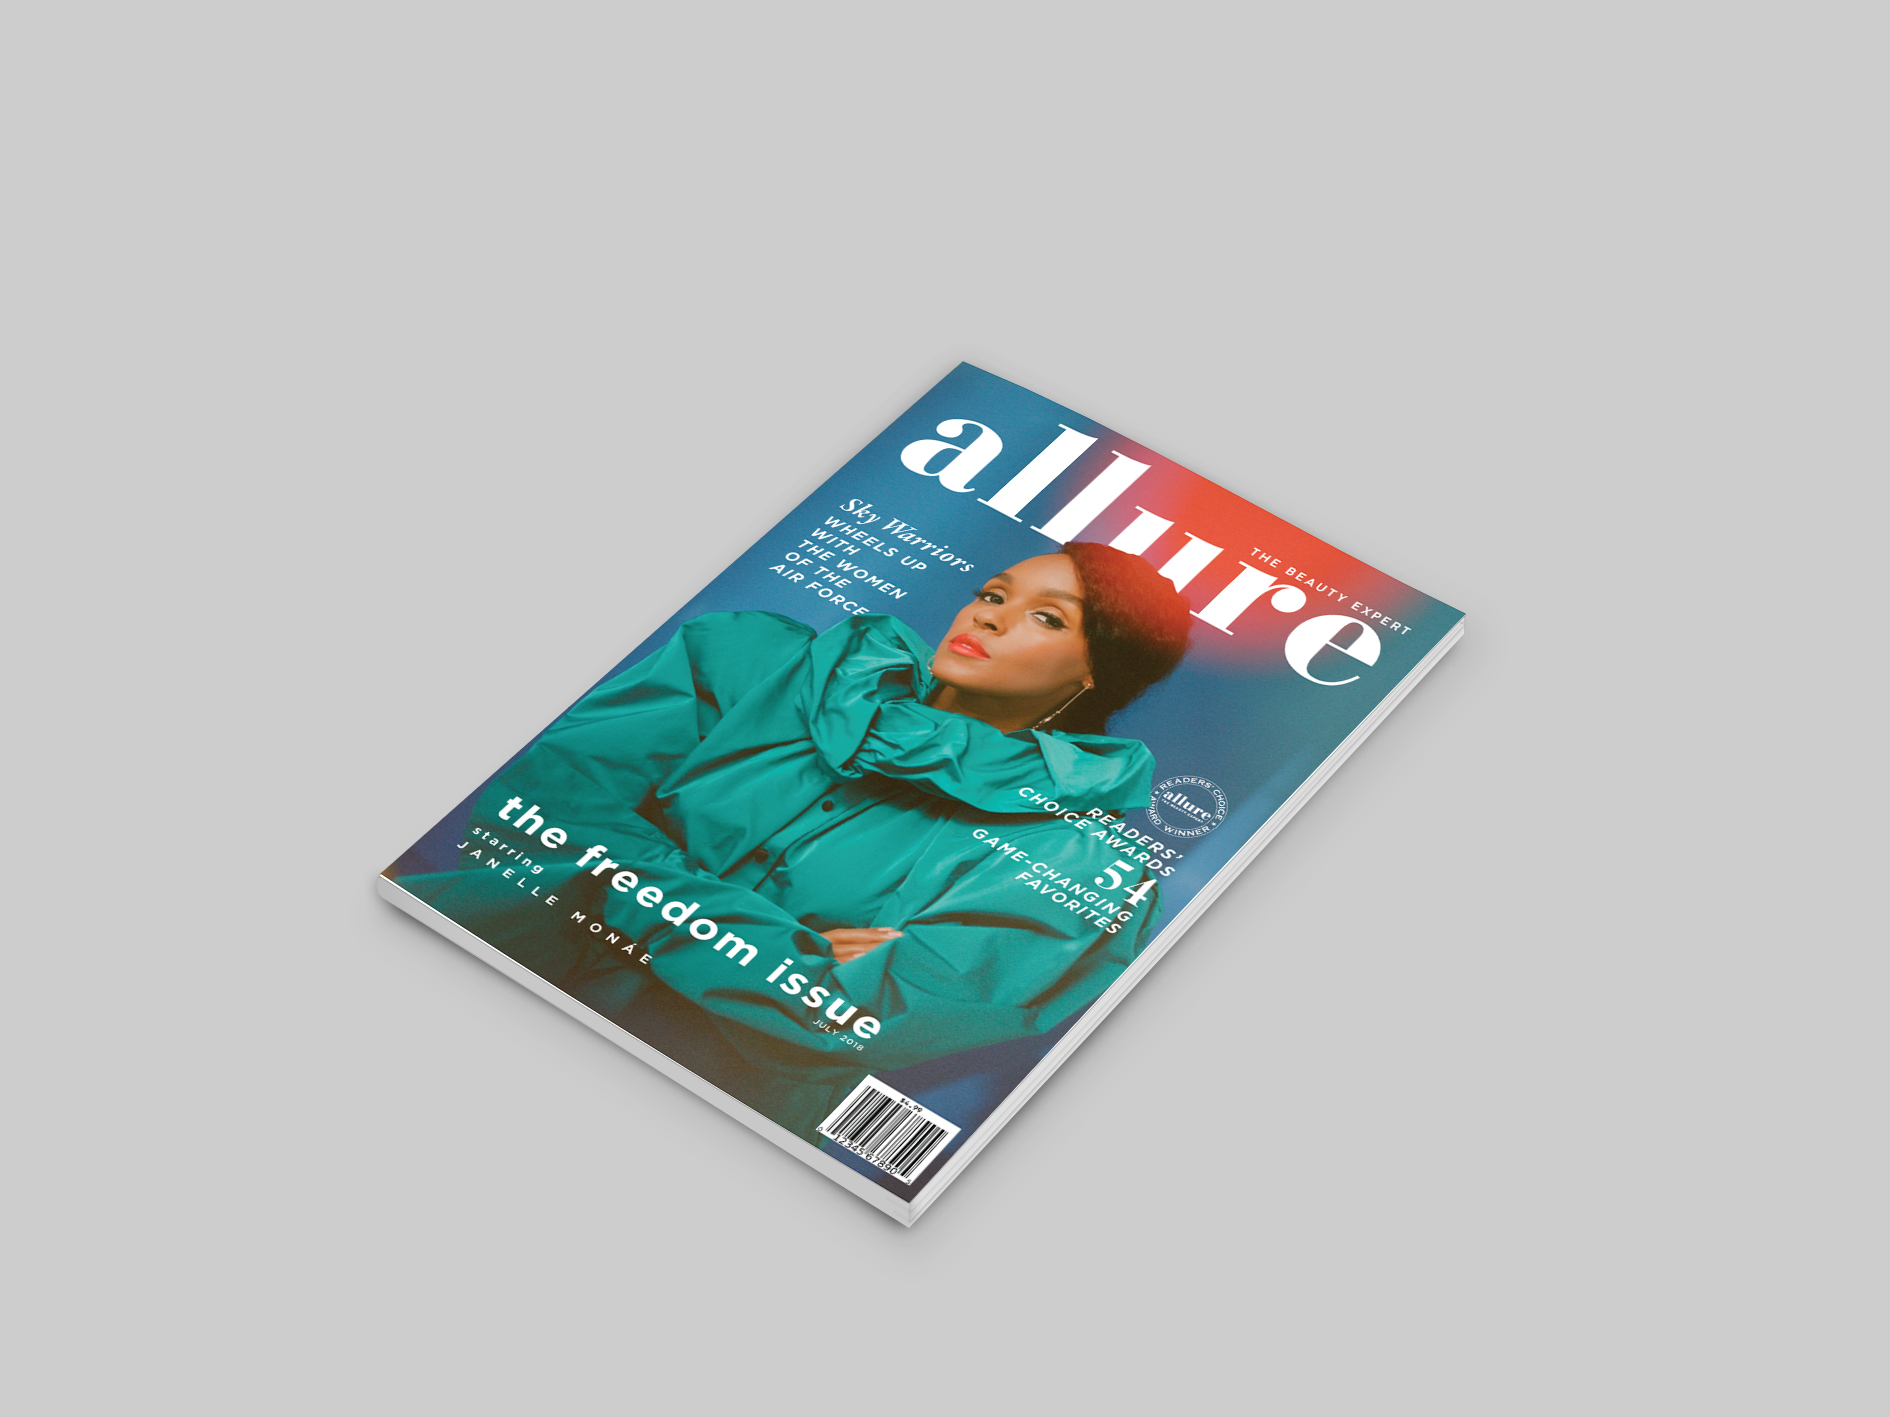 allure
THE BEAUTY EXPERT
Sky Warriors
WHEELS UP
WITH
THE WOMEN
OF THE
AIR FORCE
READERS' CHOICE
allure
THE BEAUTY EXPERT
AWARD WINNER
READERS'
CHOICE AWARDS
54
GAME-CHANGING
FAVORITES
the freedom issue
starring
JANELLE MONÁE
JULY 2018
$4.99
0 12345 67890 5